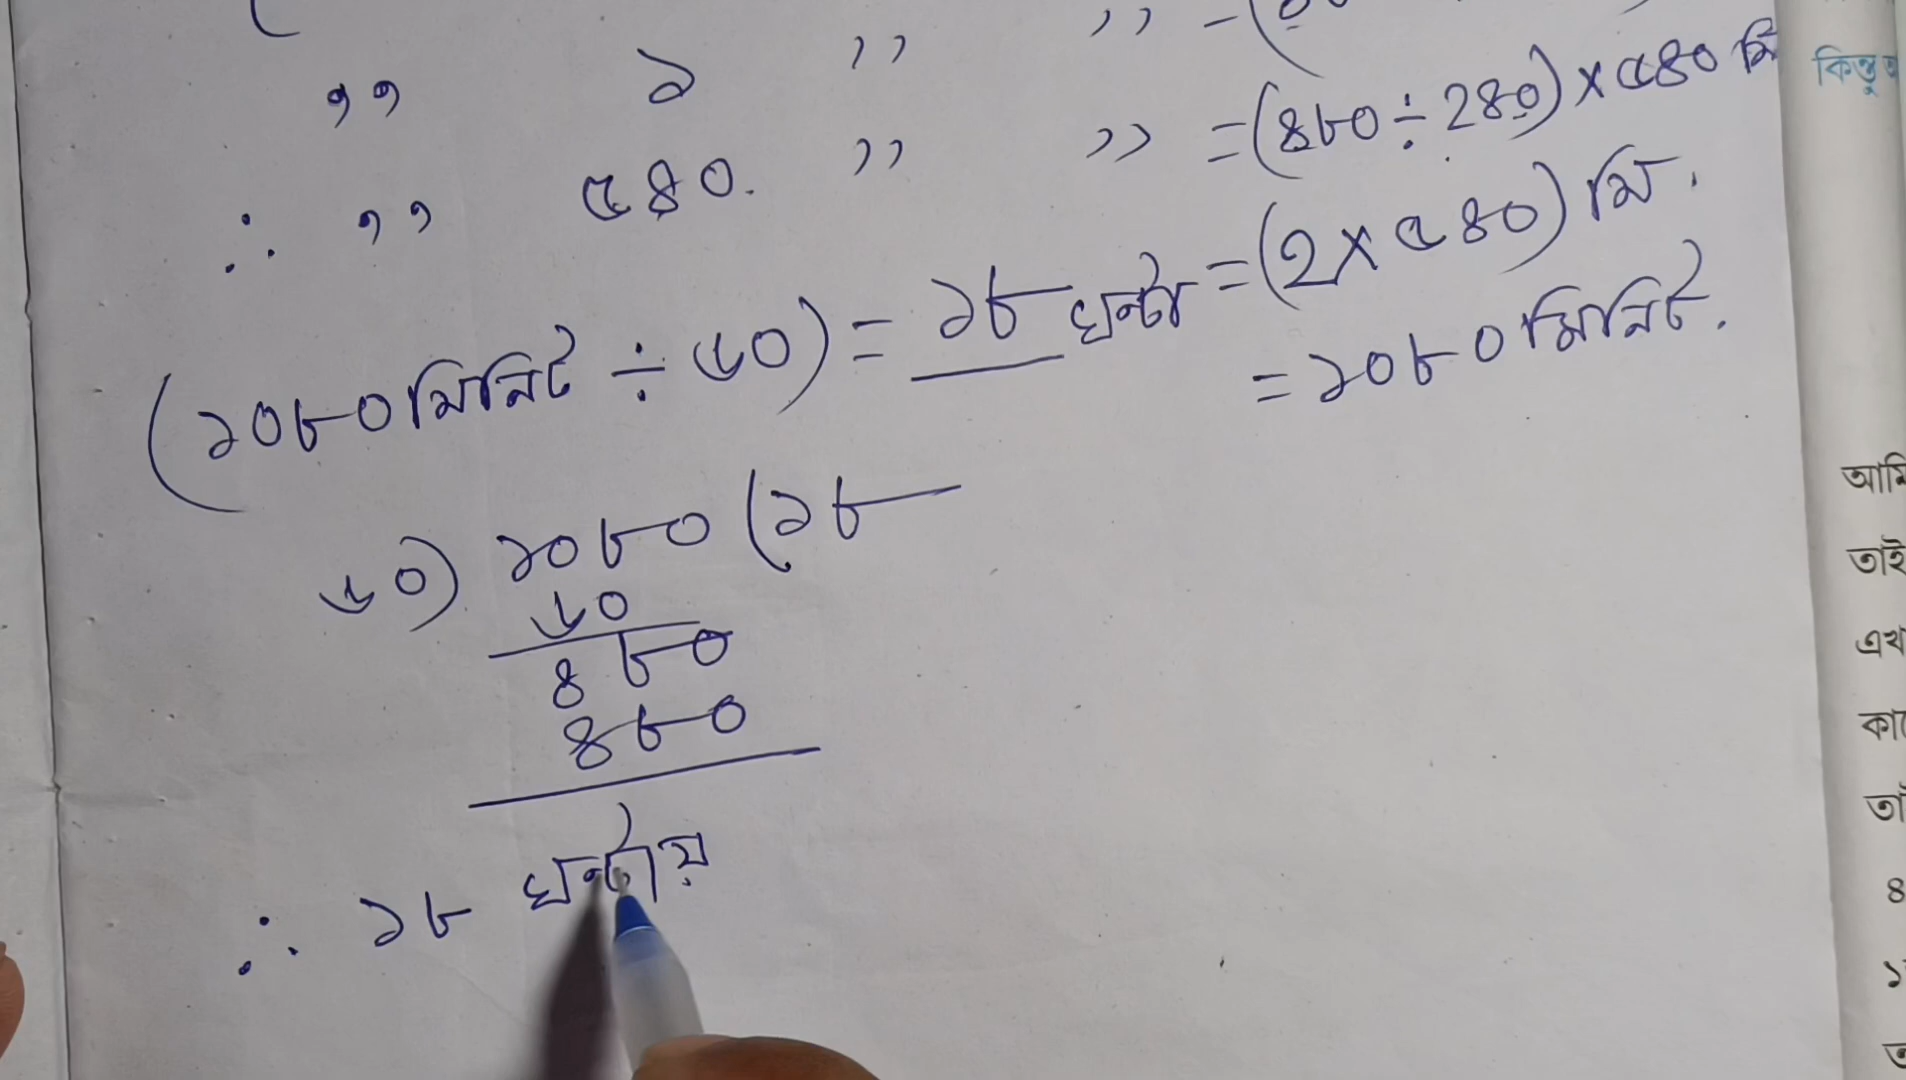 ,, ১ ,, ,, -(
∴ ,, ৫৪০. ,, ,, =(৪৮০÷২৪০)×৫৪০ মি
=(২×৫৪০) মি.
(১০৮০ মিনিট ÷ ৬০) = ১৮ ঘন্টা
=১০৮০ মিনিট.
৬০) ১০৮০ (১৮
৬০
৪৮০
৪৮০
∴ ১৮ ঘন্টায়
কিন্তু
আমি
তাই
এখ
কা
তা
৪
১
ত